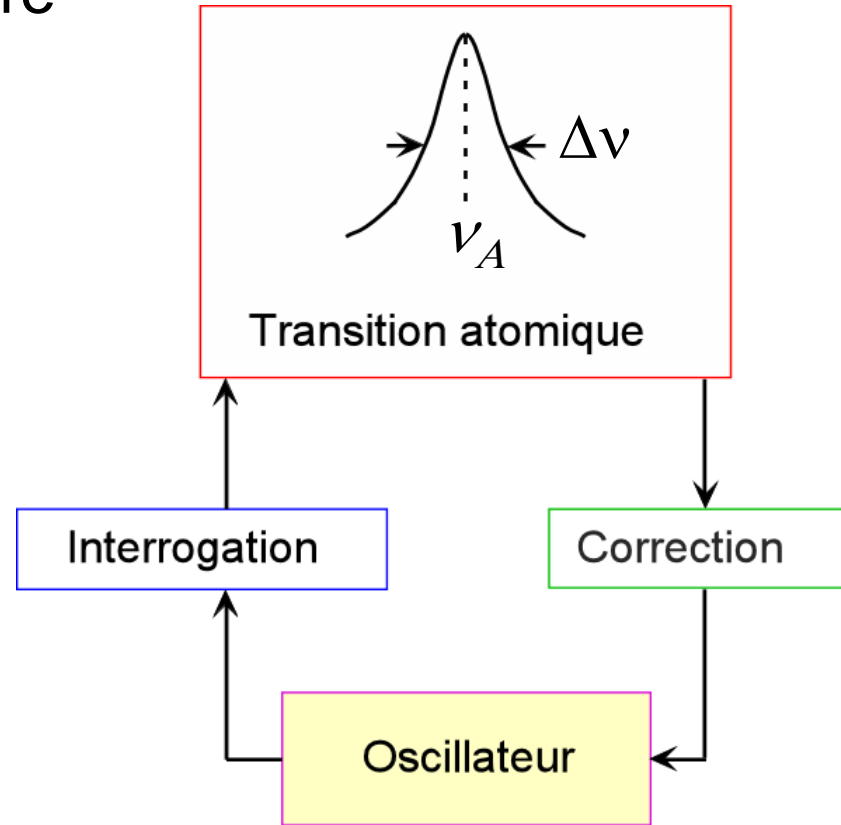 Δν
ν_A
Transition atomique
Interrogation
Correction
Oscillateur